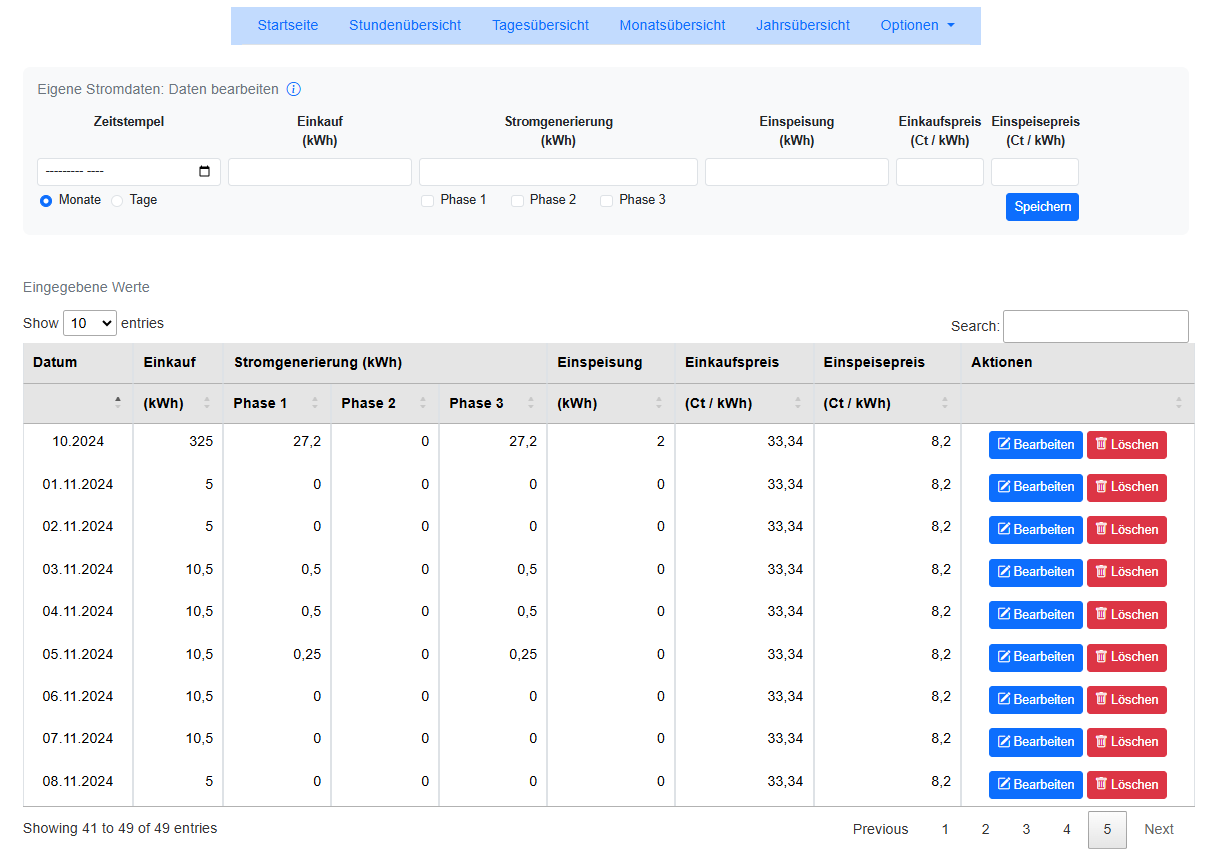 Startseite Stundenübersicht Tagesübersicht Monatsübersicht Jahrsübersicht Optionen
Eigene Stromdaten: Daten bearbeiten
Zeitstempel Einkauf Stromgenerierung Einspeisung Einkaufspreis Einspeisepreis
(kWh) (kWh) (kWh) (Ct / kWh) (Ct / kWh)
--------- ----
Monate Tage Phase 1 Phase 2 Phase 3 Speichern
Eingegebene Werte
Show 10 entries Search:
Datum Einkauf Stromgenerierung (kWh) Einspeisung Einkaufspreis Einspeisepreis Aktionen
(kWh) Phase 1 Phase 2 Phase 3 (kWh) (Ct / kWh) (Ct / kWh)
10.2024 325 27,2 0 27,2 2 33,34 8,2 Bearbeiten Löschen
01.11.2024 5 0 0 0 0 33,34 8,2 Bearbeiten Löschen
02.11.2024 5 0 0 0 0 33,34 8,2 Bearbeiten Löschen
03.11.2024 10,5 0,5 0 0,5 0 33,34 8,2 Bearbeiten Löschen
04.11.2024 10,5 0,5 0 0,5 0 33,34 8,2 Bearbeiten Löschen
05.11.2024 10,5 0,25 0 0,25 0 33,34 8,2 Bearbeiten Löschen
06.11.2024 10,5 0 0 0 0 33,34 8,2 Bearbeiten Löschen
07.11.2024 10,5 0 0 0 0 33,34 8,2 Bearbeiten Löschen
08.11.2024 5 0 0 0 0 33,34 8,2 Bearbeiten Löschen
Showing 41 to 49 of 49 entries Previous 1 2 3 4 5 Next